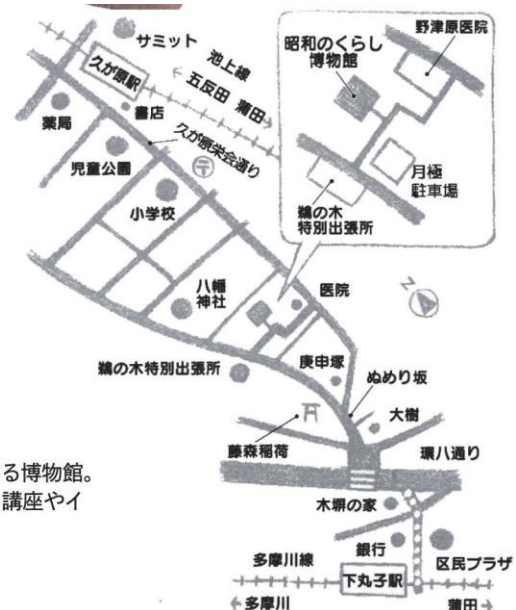 サミット
池上線
久が原駅
← 五反田 蒲田→
薬局
書店
久が原栄会通り
〒
児童公園
小学校
昭和のくらし
博物館
野津原医院
月極
駐車場
鵜の木
特別出張所
Z
八幡
神社
医院
鵜の木特別出張所
庚申塚
ぬめり坂
大樹
藤森稲荷
環八通り
る博物館。
講座やイ
木塀の家
銀行
区民プラザ
多摩川線
下丸子駅
←多摩川
蒲田→